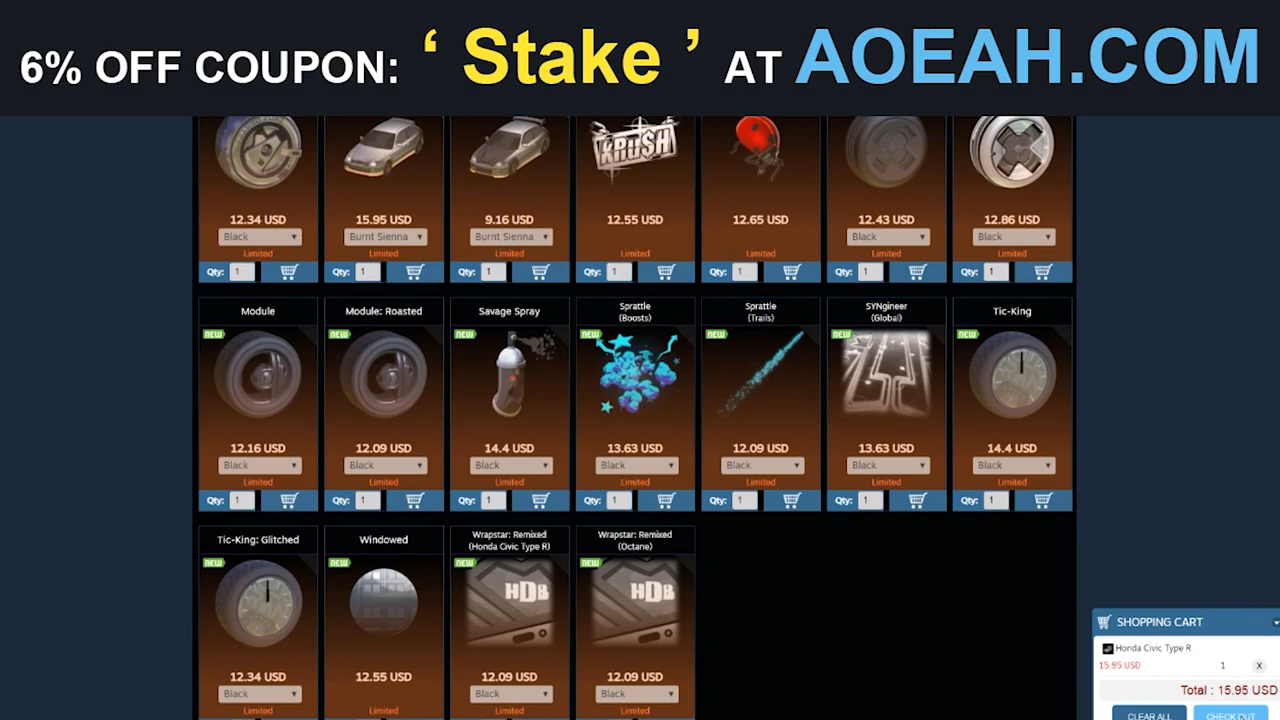 6% OFF COUPON: ‘ Stake ’ AT AOEAH.COM
KRU$H
12.34 USD 15.95 USD 9.16 USD 12.55 USD 12.65 USD 12.43 USD 12.86 USD
Black Burnt Sienna Burnt Sienna Black Black
Limited Limited Limited Limited Limited Limited Limited
Qty: 1 Qty: 1 Qty: 1 Qty: 1 Qty: 1 Qty: 1 Qty: 1
Module Module: Roasted Savage Spray Sprattle (Boosts) Sprattle (Trails) SYNgineer (Global) Tic-King
NEW NEW NEW NEW NEW NEW NEW
12.16 USD 12.09 USD 14.4 USD 13.63 USD 12.09 USD 13.63 USD 14.4 USD
Black Black Black Black Black Black Black
Limited Limited Limited Limited Limited Limited Limited
Qty: 1 Qty: 1 Qty: 1 Qty: 1 Qty: 1 Qty: 1 Qty: 1
Tic-King: Glitched Windowed Wrapstar: Remixed (Honda Civic Type R) Wrapstar: Remixed (Octane)
NEW NEW NEW NEW
HDB HDB
12.34 USD 12.55 USD 12.09 USD 12.09 USD
Black Black Black
Limited Limited Limited Limited
SHOPPING CART
Honda Civic Type R
15.95 USD 1 X
Total : 15.95 USD
CLEAR ALL CHECK OUT